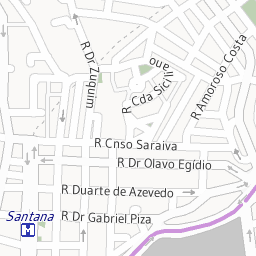 R Dr Zuquim
R Cda Siciliano
R Amoroso Costa
R Cnso Saraiva
R Dr Olavo Egídio
R Duarte de Azevedo
Santana
R Dr Gabriel Piza